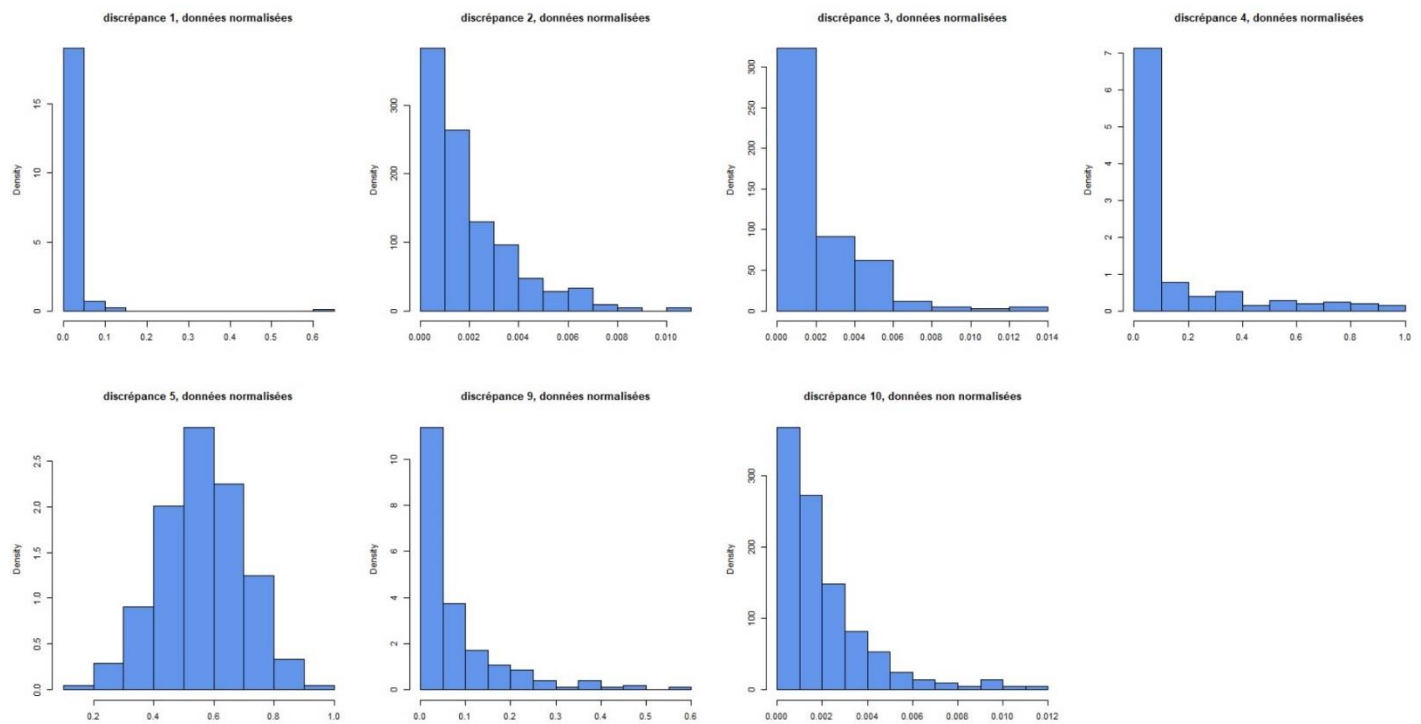 discrépance 1, données normalisées
Density
15
10
5
0
0.0 0.1 0.2 0.3 0.4 0.5 0.6
discrépance 2, données normalisées
Density
300
200
100
0
0.000 0.002 0.004 0.006 0.008 0.010
discrépance 3, données normalisées
Density
300
250
200
150
100
50
0
0.000 0.002 0.004 0.006 0.008 0.010 0.012 0.014
discrépance 4, données normalisées
Density
7
6
5
4
3
2
1
0
0.0 0.2 0.4 0.6 0.8 1.0
discrépance 5, données normalisées
Density
2.5
2.0
1.5
1.0
0.5
0.0
0.2 0.4 0.6 0.8 1.0
discrépance 9, données normalisées
Density
10
8
6
4
2
0
0.0 0.1 0.2 0.3 0.4 0.5 0.6
discrépance 10, données non normalisées
Density
300
200
100
0
0.000 0.002 0.004 0.006 0.008 0.010 0.012